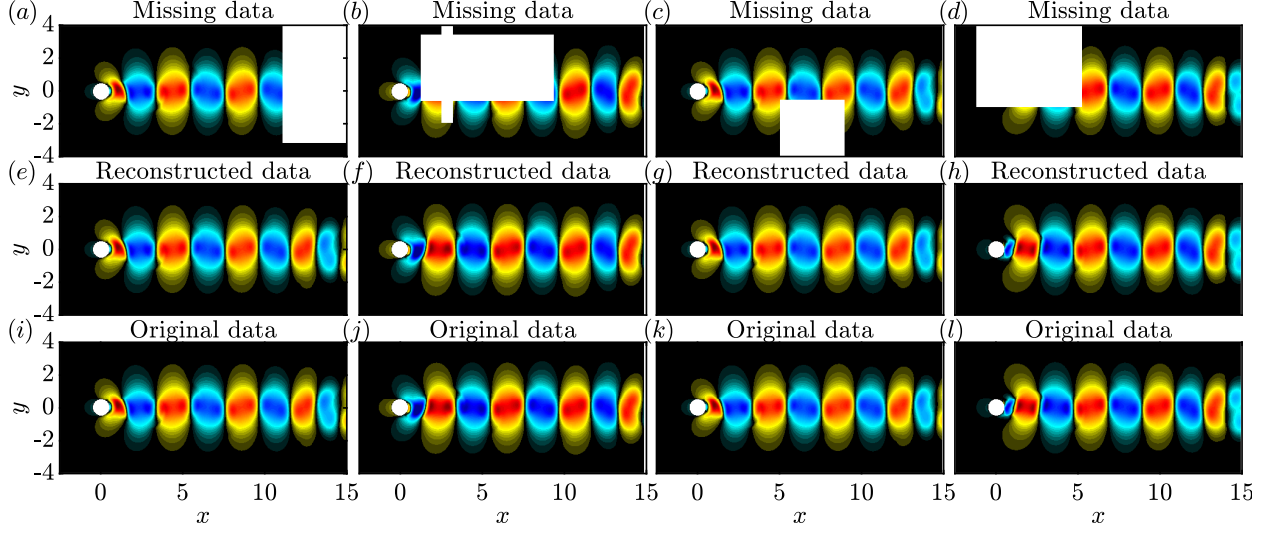 (a) Missing data (b) Missing data (c) Missing data (d) Missing data
4
2
y 0
-2
-4
(e) Reconstructed data (f) Reconstructed data (g) Reconstructed data (h) Reconstructed data
4
2
y 0
-2
-4
(i) Original data (j) Original data (k) Original data (l) Original data
4
2
y 0
-2
-4
0 5 10 15 0 5 10 15 0 5 10 15 0 5 10 15
x x x x